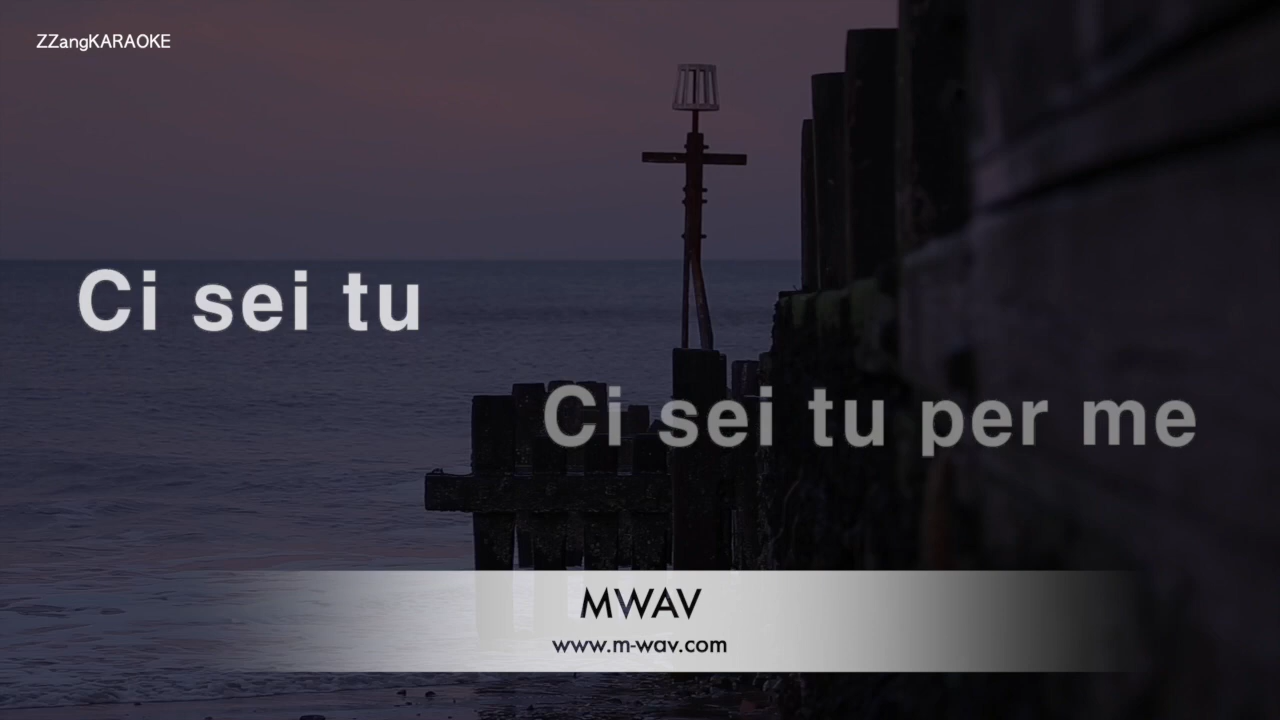 ZZangKARAOKE
Ci sei tu
Ci sei tu per me
MWAV
www.m-wav.com